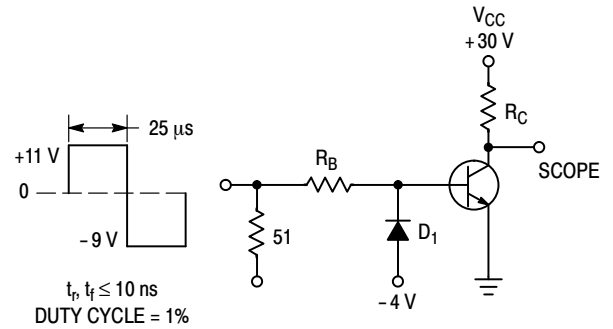 V_CC
+30 V
25 μs
R_C
+11 V
R_B
SCOPE
0
51
D_1
– 9 V
– 4 V
t_r, t_f ≤ 10 ns
DUTY CYCLE = 1%